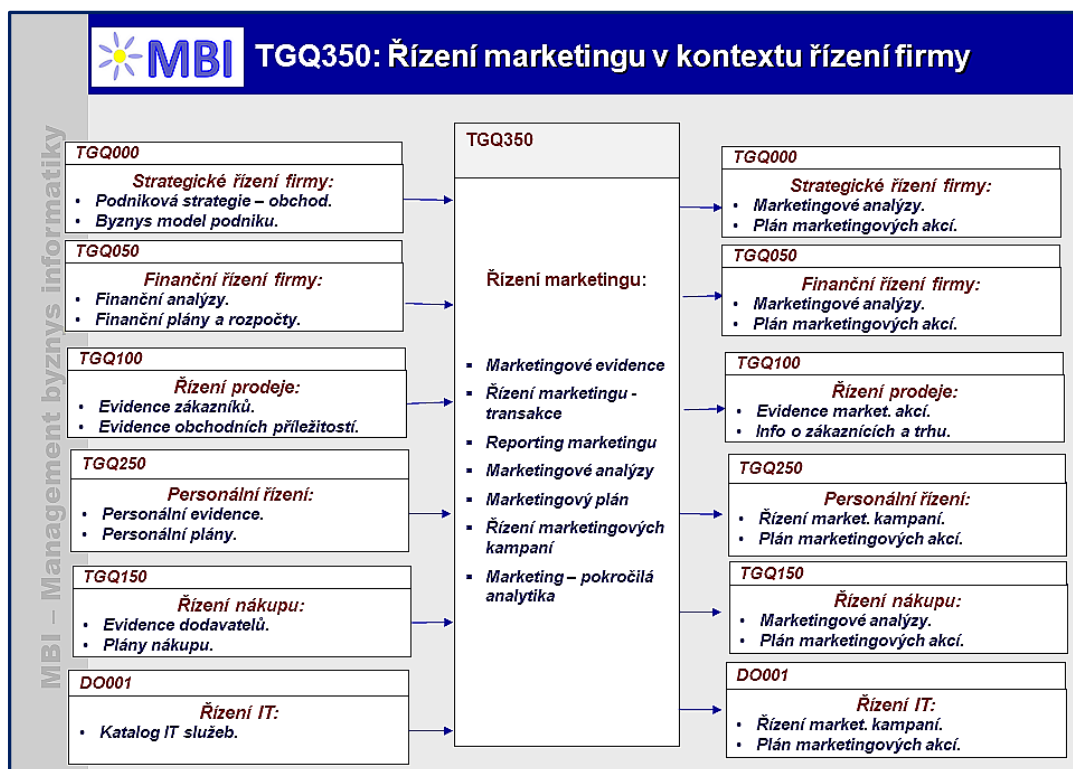 MBI
TGQ350: Řízení marketingu v kontextu řízení firmy
MBI – Management byznys informatiky
TGQ000
Strategické řízení firmy:
• Podniková strategie – obchod.
• Byznys model podniku.
TGQ050
Finanční řízení firmy:
• Finanční analýzy.
• Finanční plány a rozpočty.
TGQ100
Řízení prodeje:
• Evidence zákazníků.
• Evidence obchodních příležitostí.
TGQ250
Personální řízení:
• Personální evidence.
• Personální plány.
TGQ150
Řízení nákupu:
• Evidence dodavatelů.
• Plány nákupu.
DO001
Řízení IT:
• Katalog IT služeb.
TGQ350
Řízení marketingu:
▪ Marketingové evidence
▪ Řízení marketingu -
transakce
▪ Reporting marketingu
▪ Marketingové analýzy
▪ Marketingový plán
▪ Řízení marketingových
kampaní
▪ Marketing – pokročilá
analytika
TGQ000
Strategické řízení firmy:
• Marketingové analýzy.
• Plán marketingových akcí.
TGQ050
Finanční řízení firmy:
• Marketingové analýzy.
• Plán marketingových akcí.
TGQ100
Řízení prodeje:
• Evidence market. akcí.
• Info o zákaznících a trhu.
TGQ250
Personální řízení:
• Řízení market. kampaní.
• Plán marketingových akcí.
TGQ150
Řízení nákupu:
• Marketingové analýzy.
• Plán marketingových akcí.
DO001
Řízení IT:
• Řízení market. kampaní.
• Plán marketingových akcí.